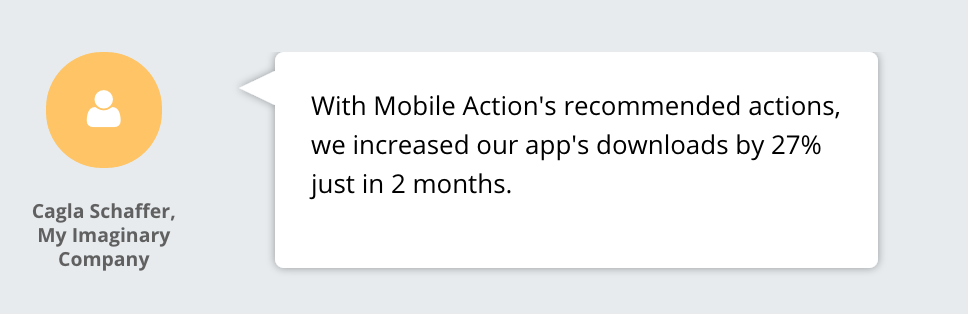 With Mobile Action's recommended actions,
we increased our app's downloads by 27%
just in 2 months.
Cagla Schaffer,
My Imaginary
Company